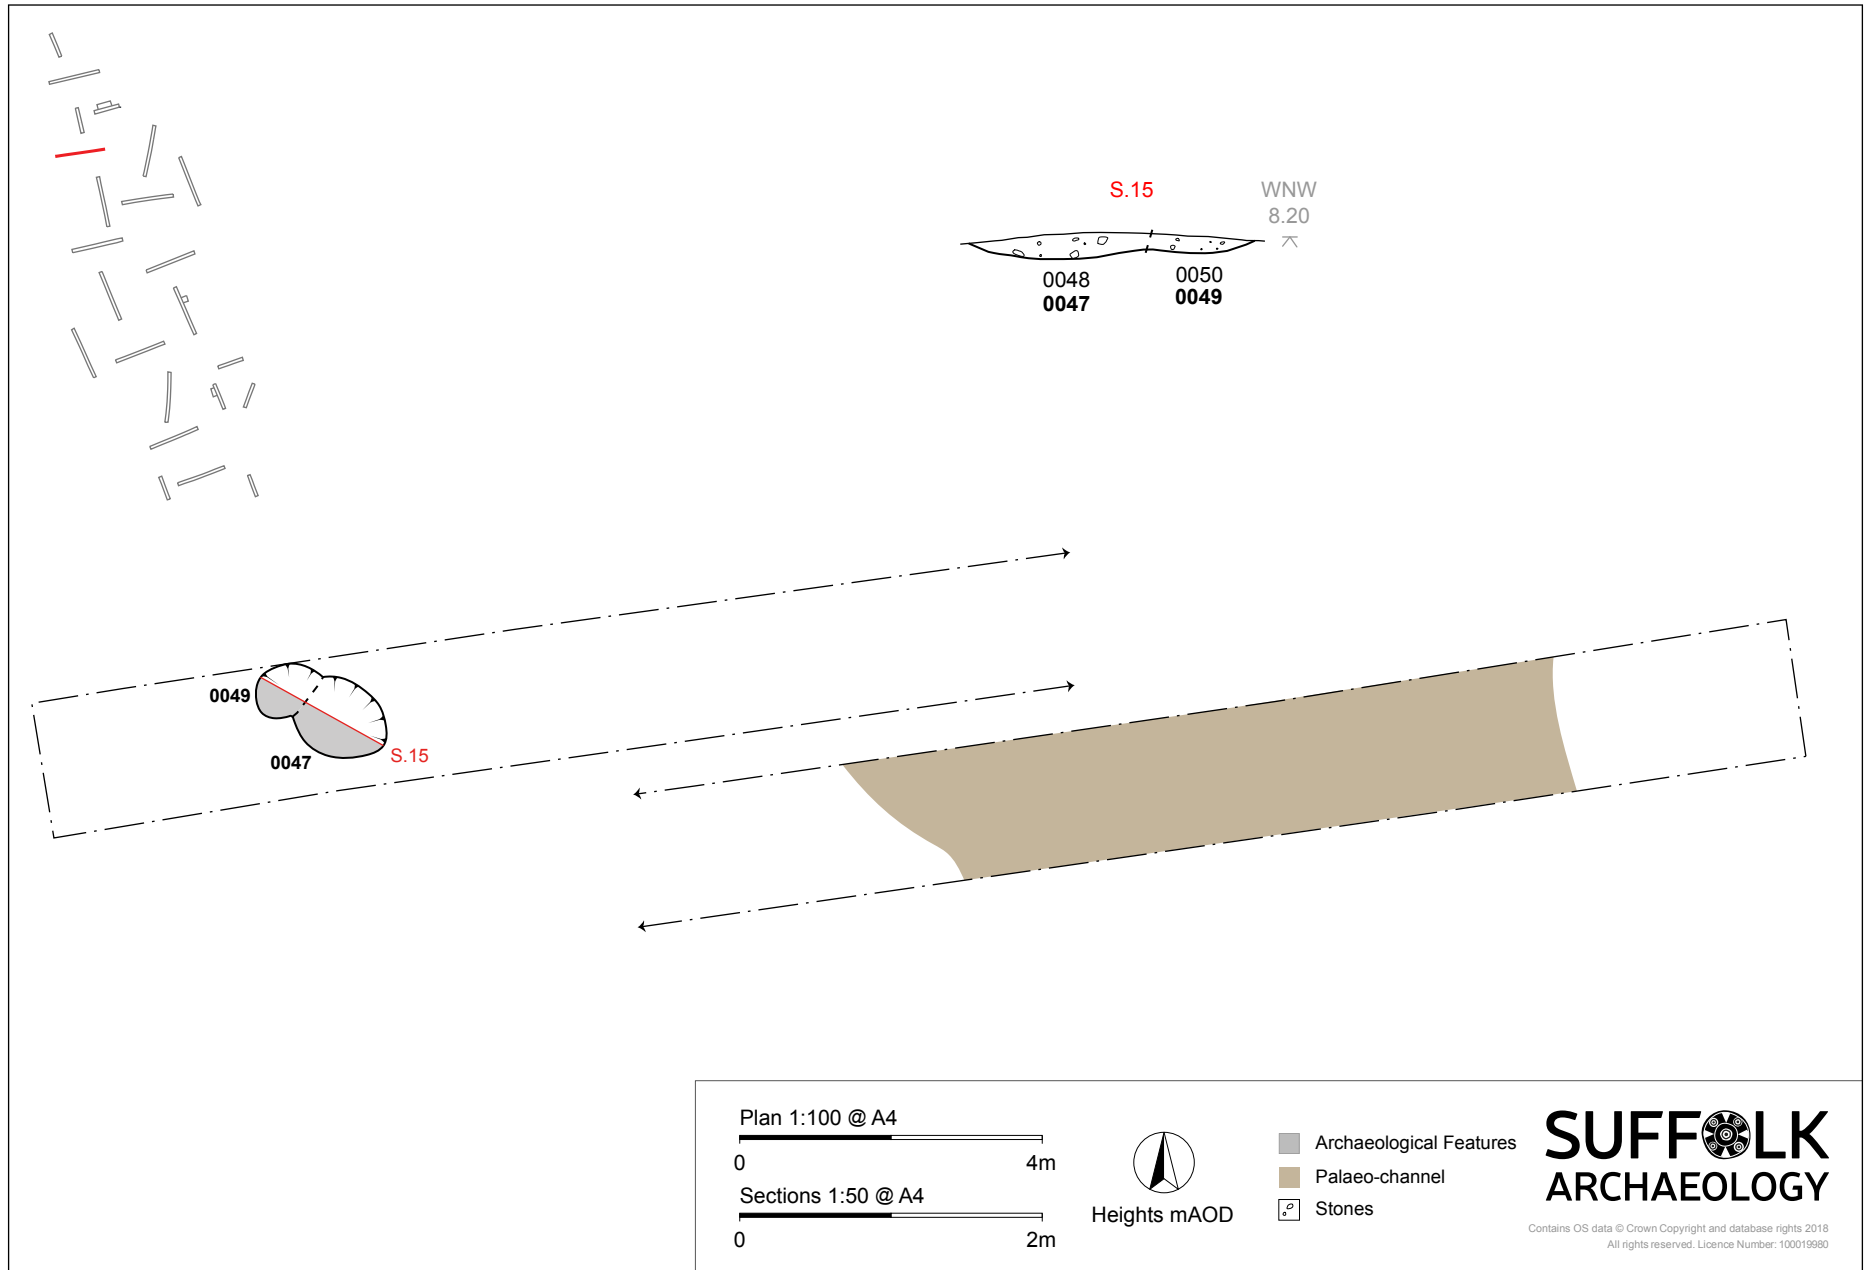 S.15
WNW
8.20
0048
0047
0050
0049
0049
0047
S.15
Plan 1:100 @ A4
0 4m
Sections 1:50 @ A4
0 2m
Heights mAOD
Archaeological Features
Palaeo-channel
Stones
SUFFOLK
ARCHAEOLOGY
Contains OS data © Crown Copyright and database rights 2018
All rights reserved. Licence Number: 100019980